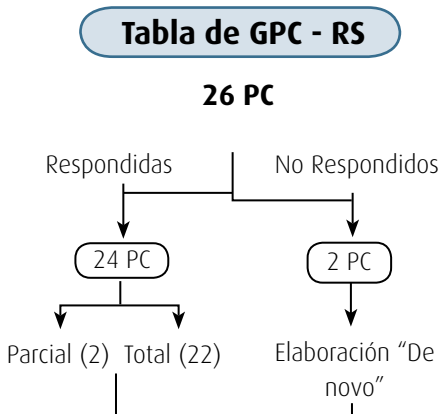 Tabla de GPC - RS
26 PC
Respondidas
No Respondidos
24 PC
2 PC
Parcial (2) Total (22)
Elaboración “De
novo”